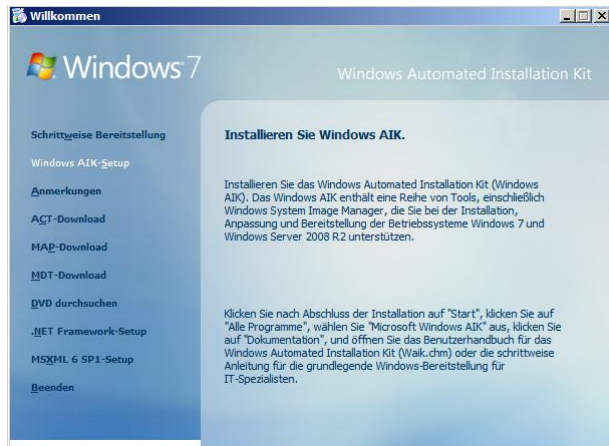 Willkommen
Windows 7
Windows Automated Installation Kit
Schrittweise Bereitstellung
Windows AIK-Setup
Anmerkungen
ACT-Download
MAP-Download
MDT-Download
DVD durchsuchen
.NET Framework-Setup
MSXML 6 SP1-Setup
Beenden
Installieren Sie Windows AIK.
Installieren Sie das Windows Automated Installation Kit (Windows
AIK). Das Windows AIK enthält eine Reihe von Tools, einschließlich
Windows System Image Manager, die Sie bei der Installation,
Anpassung und Bereitstellung der Betriebssysteme Windows 7 und
Windows Server 2008 R2 unterstützen.
Klicken Sie nach Abschluss der Installation auf "Start", klicken Sie auf
"Alle Programme", wählen Sie "Microsoft Windows AIK" aus, klicken Sie
auf "Dokumentation", und öffnen Sie das Benutzerhandbuch für das
Windows Automated Installation Kit (Waik.chm) oder die schrittweise
Anleitung für die grundlegende Windows-Bereitstellung für
IT-Spezialisten.